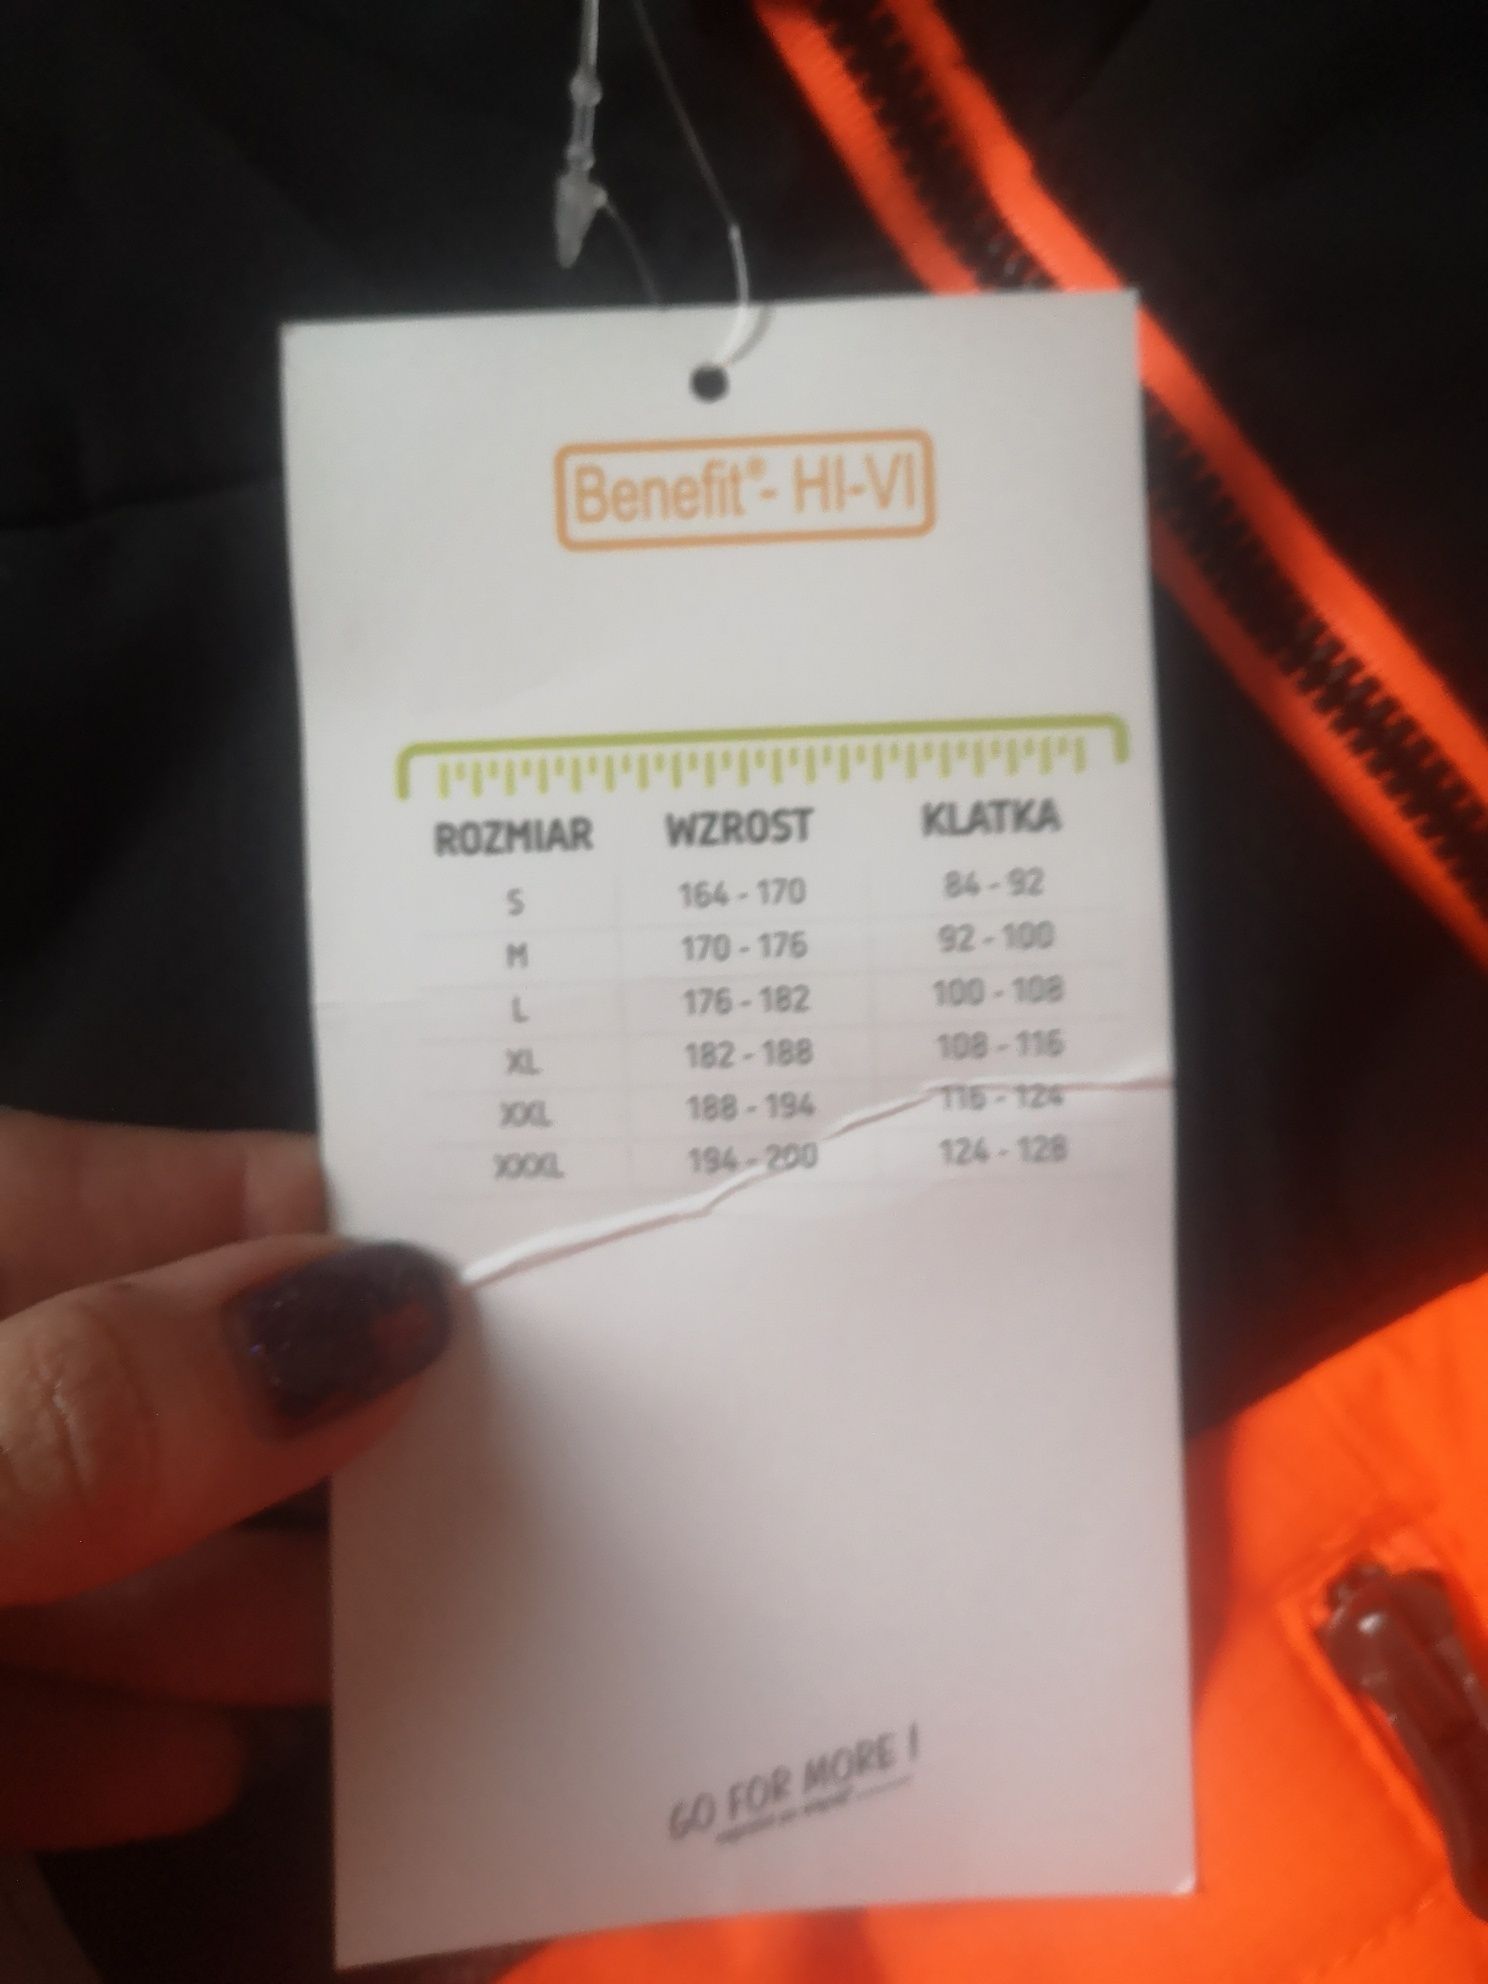 Benefit®- HI-VI
ROZMIAR WZROST KLATKA
S 164 - 170 84 - 92
M 170 - 176 92 - 100
L 176 - 182 100 - 108
XL 182 - 188 108 - 116
XXL 188 - 194 116 - 124
XXXL 194 - 200 124 - 128
GO FOR MORE !